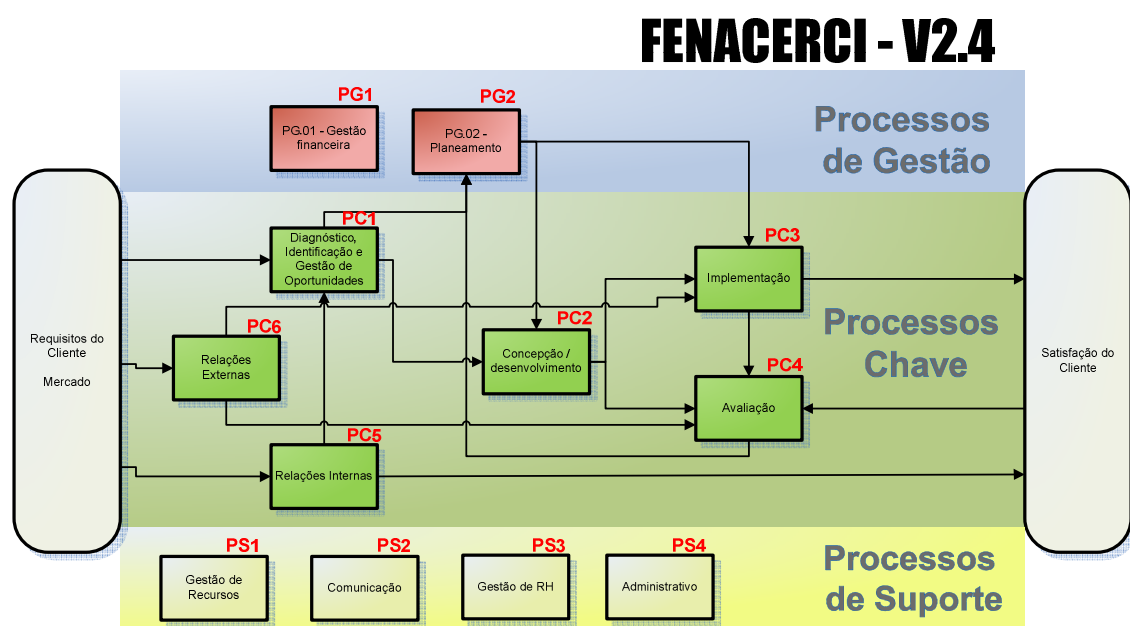 FENACERCI - V2.4
PG1
PG2
PG.01 - Gestão
financeira
PG.02 -
Planeamento
Processos
de Gestão
PC1
Diagnóstico,
Identificação e
Gestão de
Oportunidades
PC3
Implementação
PC6
Relações
Externas
PC2
Concepção /
desenvolvimento
Processos
Chave
Requisitos do
Cliente
Mercado
Satisfação do
Cliente
PC4
Avaliação
PC5
Relações Internas
PS1
Gestão de
Recursos
PS2
Comunicação
PS3
Gestão de RH
PS4
Administrativo
Processos
de Suporte